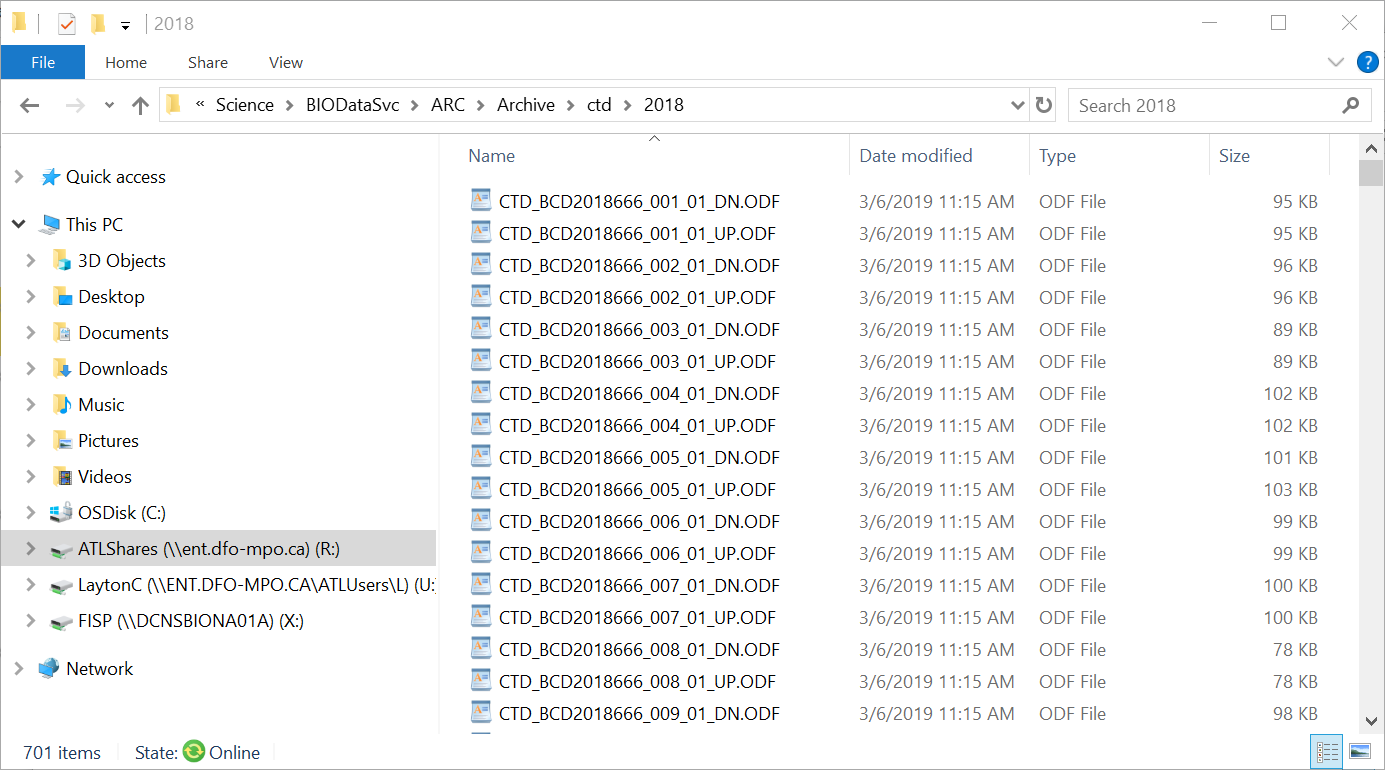 2018
File Home Share View
« Science > BIODataSvc > ARC > Archive > ctd > 2018 Search 2018
Name Date modified Type Size
Quick access
This PC
3D Objects
Desktop
Documents
Downloads
Music
Pictures
Videos
OSDisk (C:)
ATLShares (\\ent.dfo-mpo.ca) (R:)
LaytonC (\\ENT.DFO-MPO.CA\ATLUsers\L) (U:
FISP (\\DCNSBIONA01A) (X:)
Network
CTD_BCD2018666_001_01_DN.ODF 3/6/2019 11:15 AM ODF File 95 KB
CTD_BCD2018666_001_01_UP.ODF 3/6/2019 11:15 AM ODF File 95 KB
CTD_BCD2018666_002_01_DN.ODF 3/6/2019 11:15 AM ODF File 96 KB
CTD_BCD2018666_002_01_UP.ODF 3/6/2019 11:15 AM ODF File 96 KB
CTD_BCD2018666_003_01_DN.ODF 3/6/2019 11:15 AM ODF File 89 KB
CTD_BCD2018666_003_01_UP.ODF 3/6/2019 11:15 AM ODF File 89 KB
CTD_BCD2018666_004_01_DN.ODF 3/6/2019 11:15 AM ODF File 102 KB
CTD_BCD2018666_004_01_UP.ODF 3/6/2019 11:15 AM ODF File 102 KB
CTD_BCD2018666_005_01_DN.ODF 3/6/2019 11:15 AM ODF File 101 KB
CTD_BCD2018666_005_01_UP.ODF 3/6/2019 11:15 AM ODF File 103 KB
CTD_BCD2018666_006_01_DN.ODF 3/6/2019 11:15 AM ODF File 99 KB
CTD_BCD2018666_006_01_UP.ODF 3/6/2019 11:15 AM ODF File 99 KB
CTD_BCD2018666_007_01_DN.ODF 3/6/2019 11:15 AM ODF File 100 KB
CTD_BCD2018666_007_01_UP.ODF 3/6/2019 11:15 AM ODF File 100 KB
CTD_BCD2018666_008_01_DN.ODF 3/6/2019 11:15 AM ODF File 78 KB
CTD_BCD2018666_008_01_UP.ODF 3/6/2019 11:15 AM ODF File 78 KB
CTD_BCD2018666_009_01_DN.ODF 3/6/2019 11:15 AM ODF File 98 KB
701 items State: Online